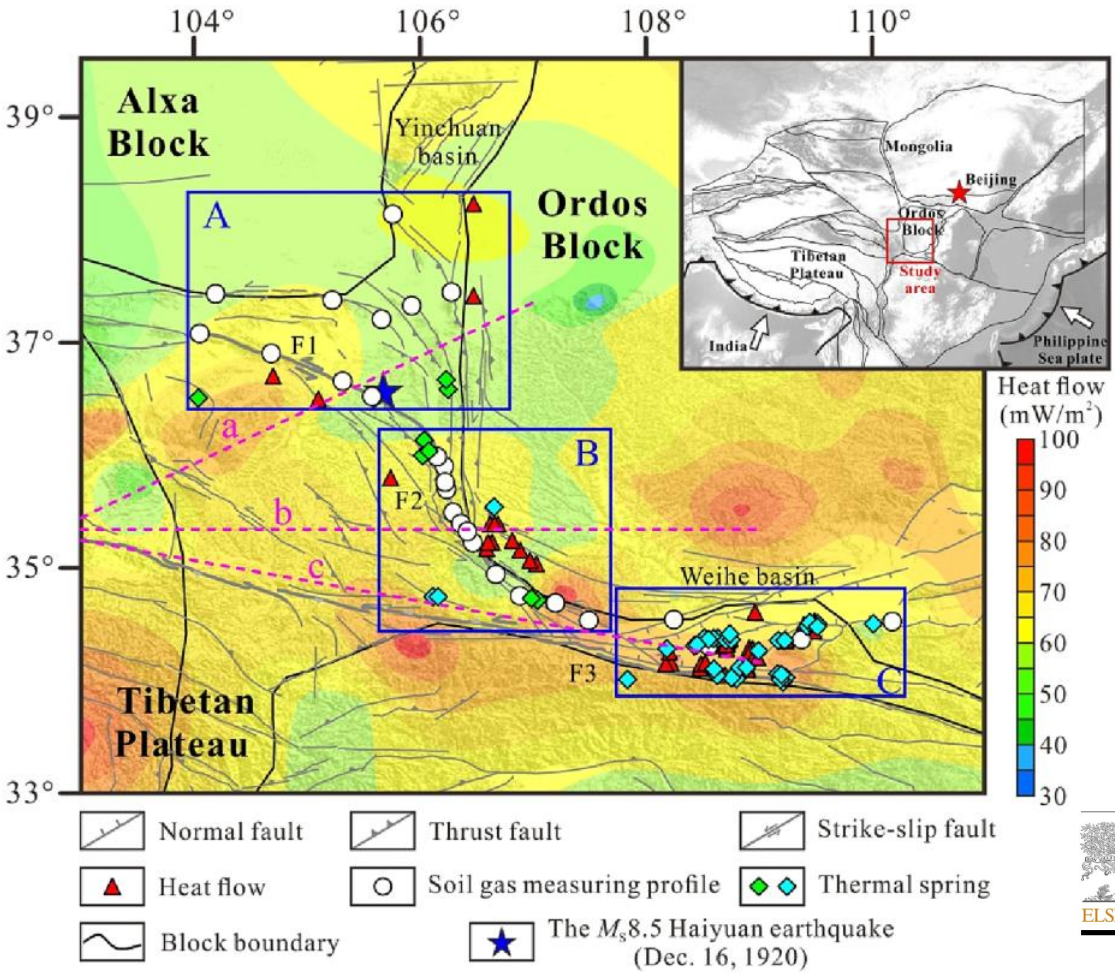 104°
106°
108°
110°
39°
37°
35°
33°
Alxa
Block
Yinchuan
basin
Ordos
Block
A
F1
a
B
F2
b
c
Weihe basin
F3
C
Tibetan
Plateau
Mongolia
Beijing
Ordos
Block
Tibetan
Plateau
Study
area
India
Philippine
Sea plate
Heat flow
(mW/m²)
100
90
80
70
60
50
40
30
Normal fault
Thrust fault
Strike-slip fault
Heat flow
Soil gas measuring profile
Thermal spring
Block boundary
The Ms8.5 Haiyuan earthquake
(Dec. 16, 1920)
ELS